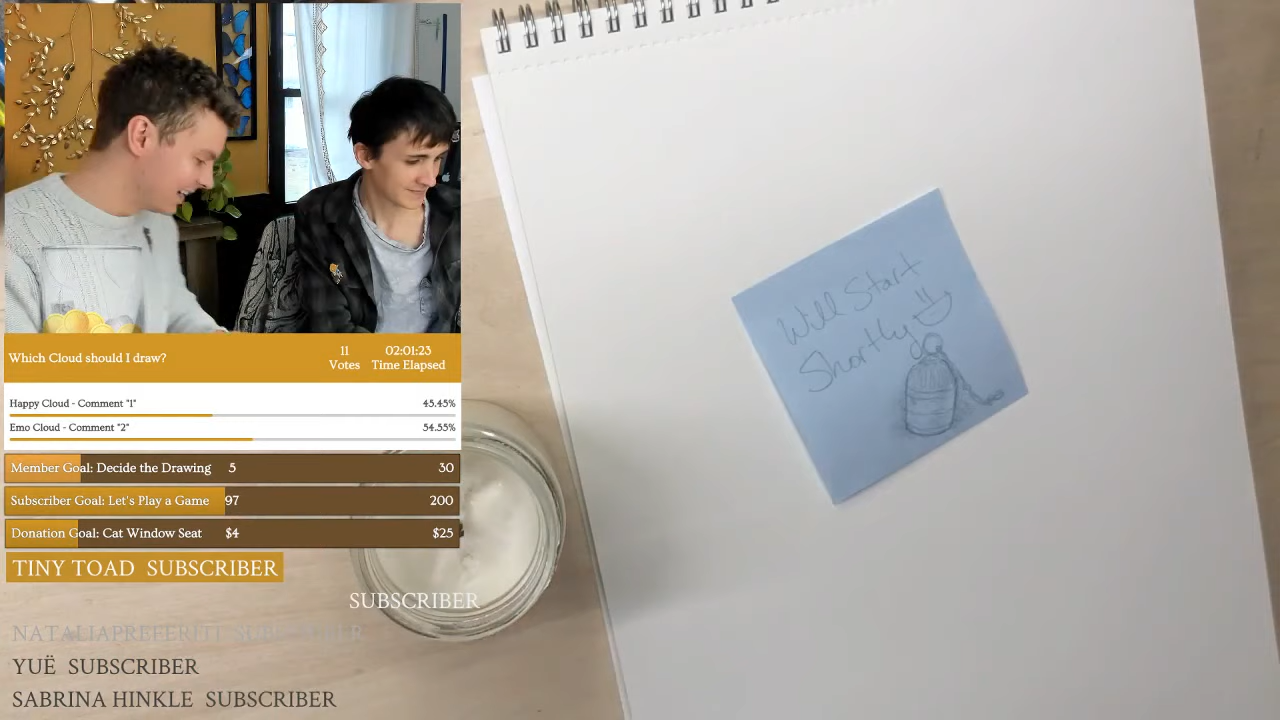 Which Cloud should I draw?
11
Votes
02:01:23
Time Elapsed
Happy Cloud - Comment "1"
45.45%
Emo Cloud - Comment "2"
54.55%
Member Goal: Decide the Drawing 5 30
Subscriber Goal: Let's Play a Game 97 200
Donation Goal: Cat Window Seat $4 $25
TINY TOAD SUBSCRIBER
SUBSCRIBER
SUBSCRIBER
YUË SUBSCRIBER
SABRINA HINKLE SUBSCRIBER
Will Start
Shortly